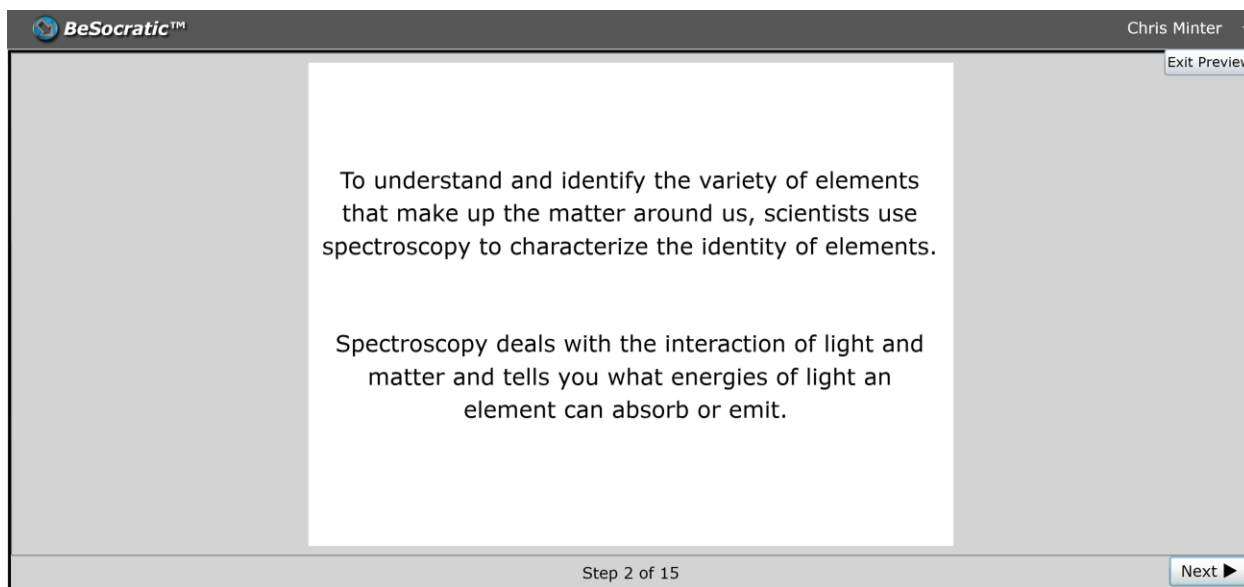 BeSocratic™
Chris Minter
Exit Preview
To understand and identify the variety of elements
that make up the matter around us, scientists use
spectroscopy to characterize the identity of elements.
Spectroscopy deals with the interaction of light and
matter and tells you what energies of light an
element can absorb or emit.
Step 2 of 15
Next